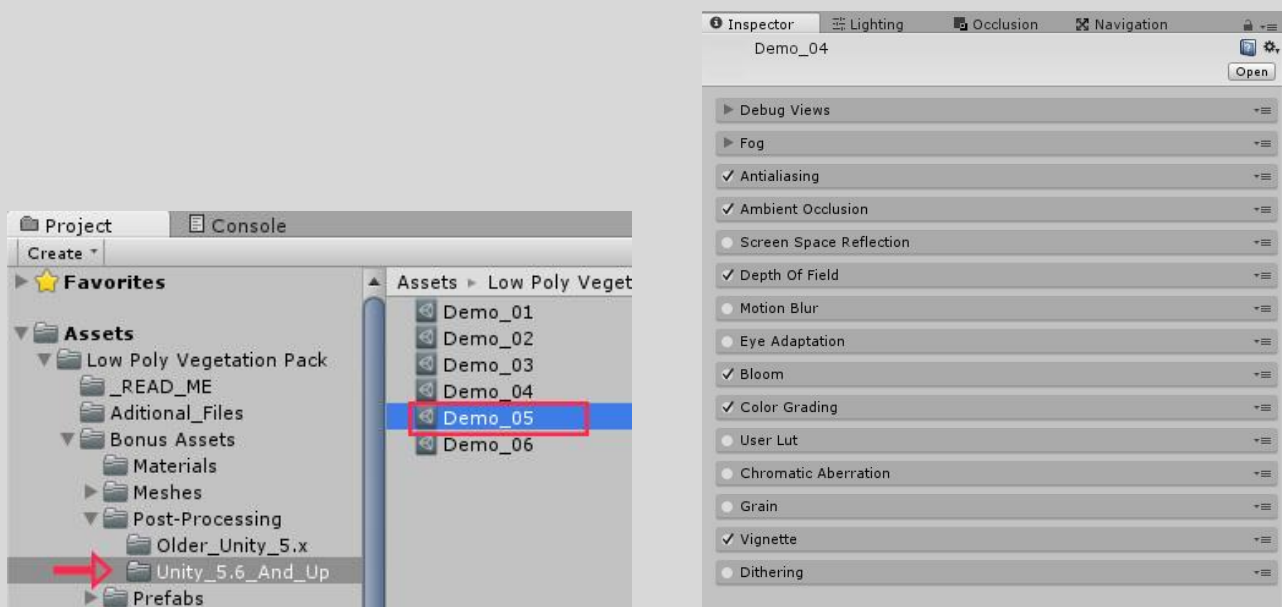 Project
Console
Create
Favorites
Assets
Low Poly Vegetation Pack
_READ_ME
Aditional_Files
Bonus Assets
Materials
Meshes
Post-Processing
Older_Unity_5.x
Unity_5.6_And_Up
Prefabs
Assets ▸ Low Poly Veget
Demo_01
Demo_02
Demo_03
Demo_04
Demo_05
Demo_06
Inspector Lighting Occlusion Navigation
Demo_04
Open
Debug Views
Fog
Antialiasing
Ambient Occlusion
Screen Space Reflection
Depth Of Field
Motion Blur
Eye Adaptation
Bloom
Color Grading
User Lut
Chromatic Aberration
Grain
Vignette
Dithering